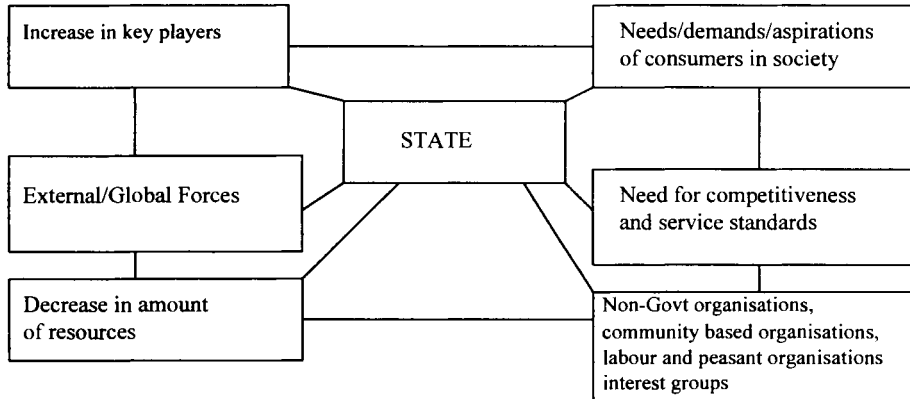 Increase in key players
Needs/demands/aspirations
of consumers in society
STATE
External/Global Forces
Need for competitiveness
and service standards
Decrease in amount
of resources
Non-Govt organisations,
community based organisations,
labour and peasant organisations
interest groups